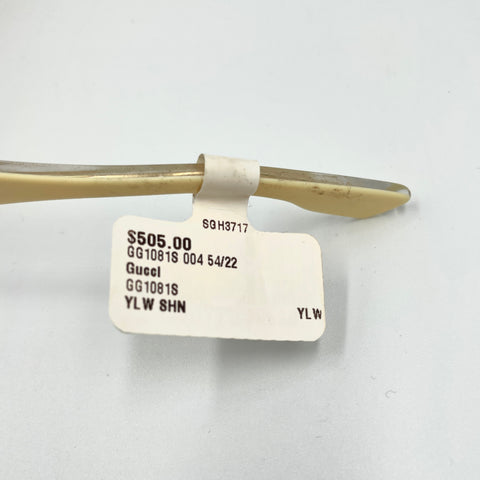 SGH3717
$505.00
GG1081S 004 54/22
Gucci
GG1081S
YLW SHN YLW